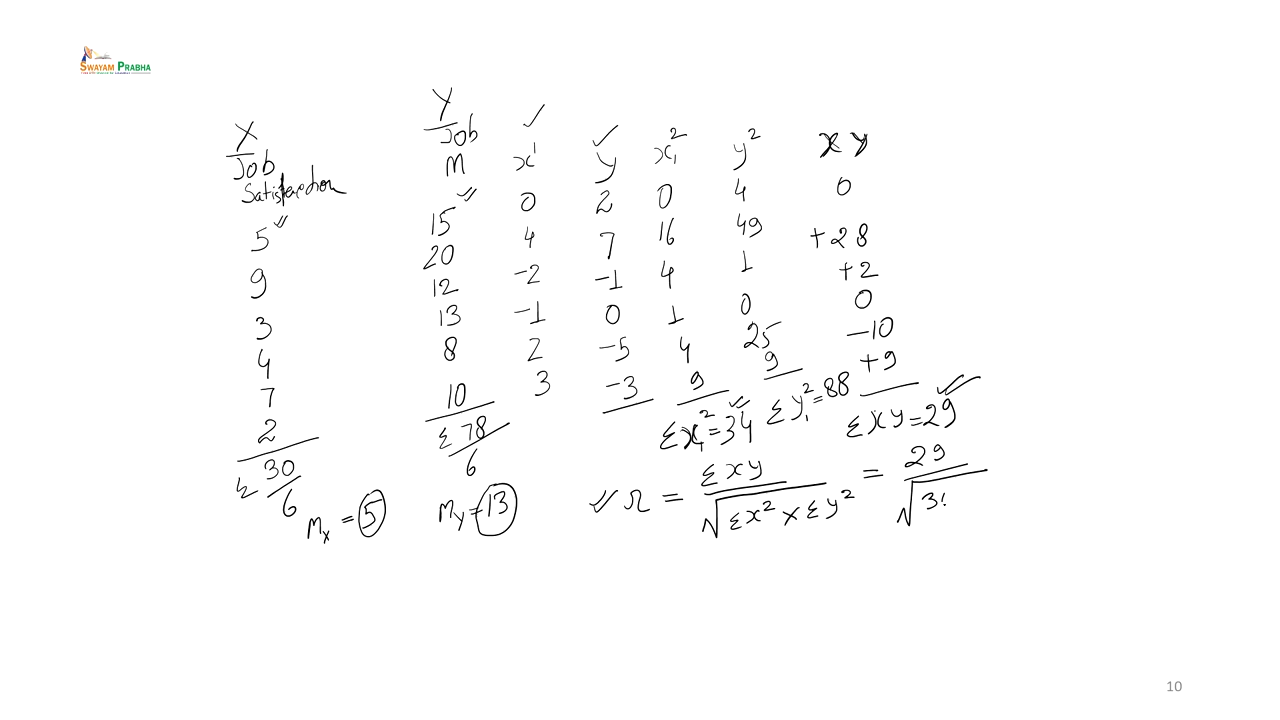 SWAYAM PRABHA
X Y ✓ ✓
Job Job
Satisfaction M x¹ y x₁² y² xy
5 15 0 2 0 4 0
9 20 4 7 16 49 +28
3 12 -2 -1 4 1 +2
4 13 -1 0 1 0 0
7 8 2 -5 4 25 -10
2 10 3 -3 9 9 +9
Σ 30/6 Σ 78/6 Σx₁²=34 Σy₁²=88 Σxy=29
Mx = 5 My = 13 r = Σxy/√Σx²×Σy² = 29/√3
10